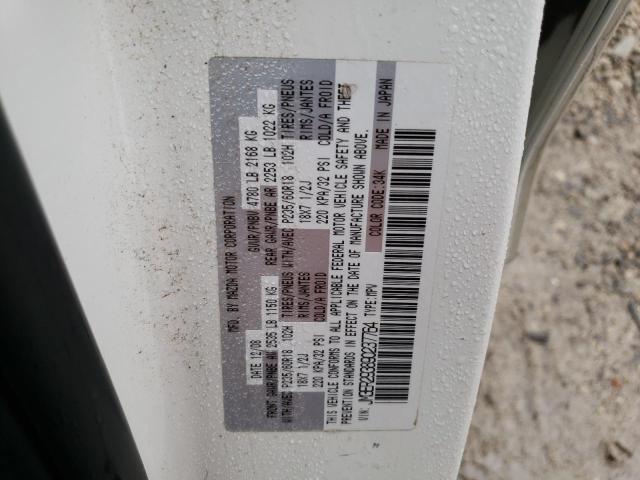 MFD. BY MAZDA MOTOR CORPORATION
DATE 12/08 GVWR/PNBV 4780 LB 2168 KG
FRONT GAWR/PNBE AV 2535 LB 1150 KG REAR GAWR/PNBE AR 2253 LB 1022 KG
WITH/AVEC P235/60R18 102H TIRES/PNEUS WITH/AVEC P235/60R18 102H TIRES/PNEUS
18X7 1/2J RIMS/JANTES 18X7 1/2J RIMS/JANTES
220 KPA/32 PSI COLD/A FROID 220 KPA/32 PSI COLD/A FROID
THIS VEHICLE CONFORMS TO ALL APPLICABLE FEDERAL MOTOR VEHICLE SAFETY AND THEFT
PREVENTION STANDARDS IN EFFECT ON THE DATE OF MANUFACTURE SHOWN ABOVE.
VIN: TYPE: MPV COLOR CODE: 34K MADE IN JAPAN